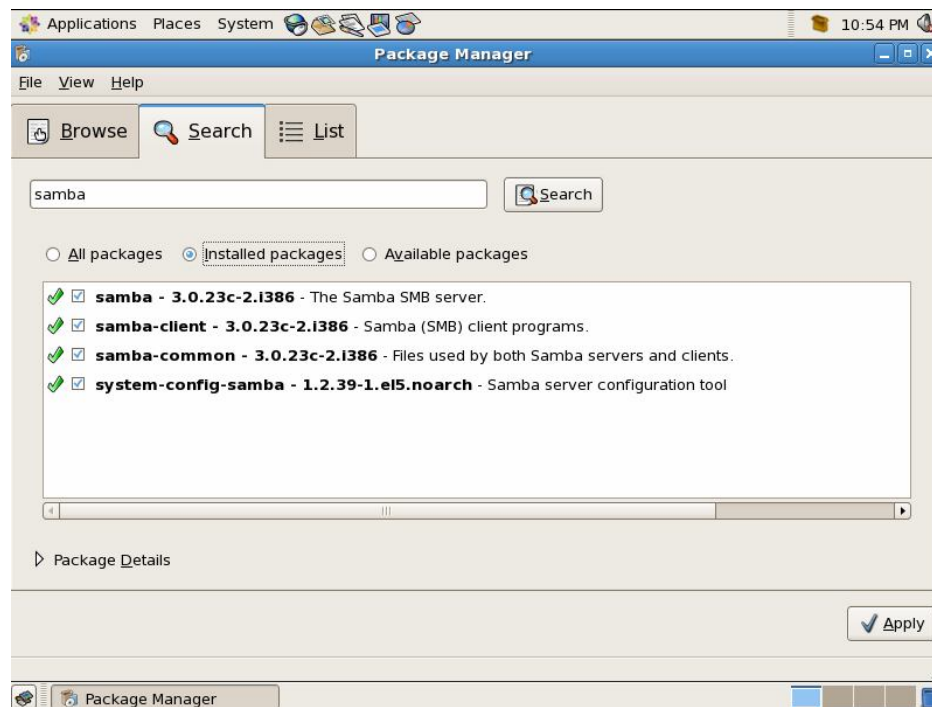 Applications Places System 10:54 PM
Package Manager
File View Help
Browse Search List
samba Search
All packages Installed packages Available packages
samba - 3.0.23c-2.i386 - The Samba SMB server.
samba-client - 3.0.23c-2.i386 - Samba (SMB) client programs.
samba-common - 3.0.23c-2.i386 - Files used by both Samba servers and clients.
system-config-samba - 1.2.39-1.el5.noarch - Samba server configuration tool
Package Details
Apply
Package Manager